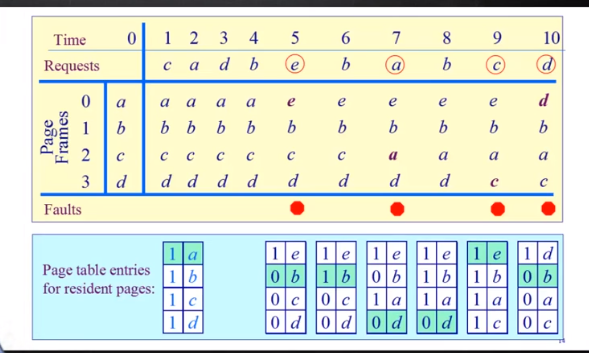 Time 0 1 2 3 4 5 6 7 8 9 10
Requests c a d b e b a b c d
Page Frames
0 a a a a a e e e e e d
1 b b b b b b b b b b b
2 c c c c c c c a a a a
3 d d d d d d d d d c c
Faults
Page table entries
for resident pages:
1 a 1 e 1 e 1 e 1 e 1 e 1 d
1 b 0 b 1 b 0 b 1 b 1 b 0 b
1 c 0 c 0 c 1 a 1 a 1 a 0 a
1 d 0 d 0 d 0 d 0 d 1 c 0 c